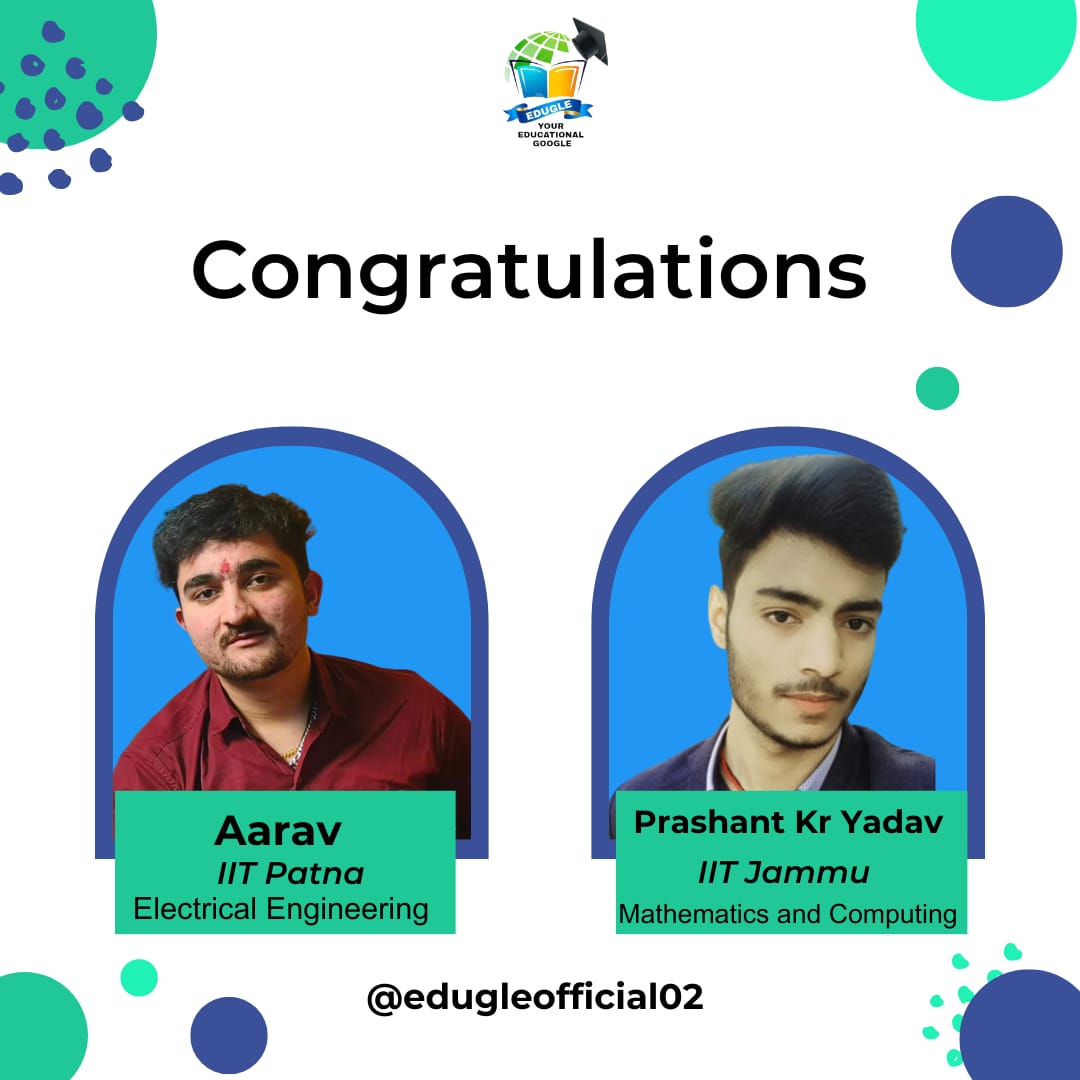 EDUGLE
YOUR
EDUCATIONAL
GOOGLE
Congratulations
Aarav
IIT Patna
Electrical Engineering
Prashant Kr Yadav
IIT Jammu
Mathematics and Computing
@edugleofficial02